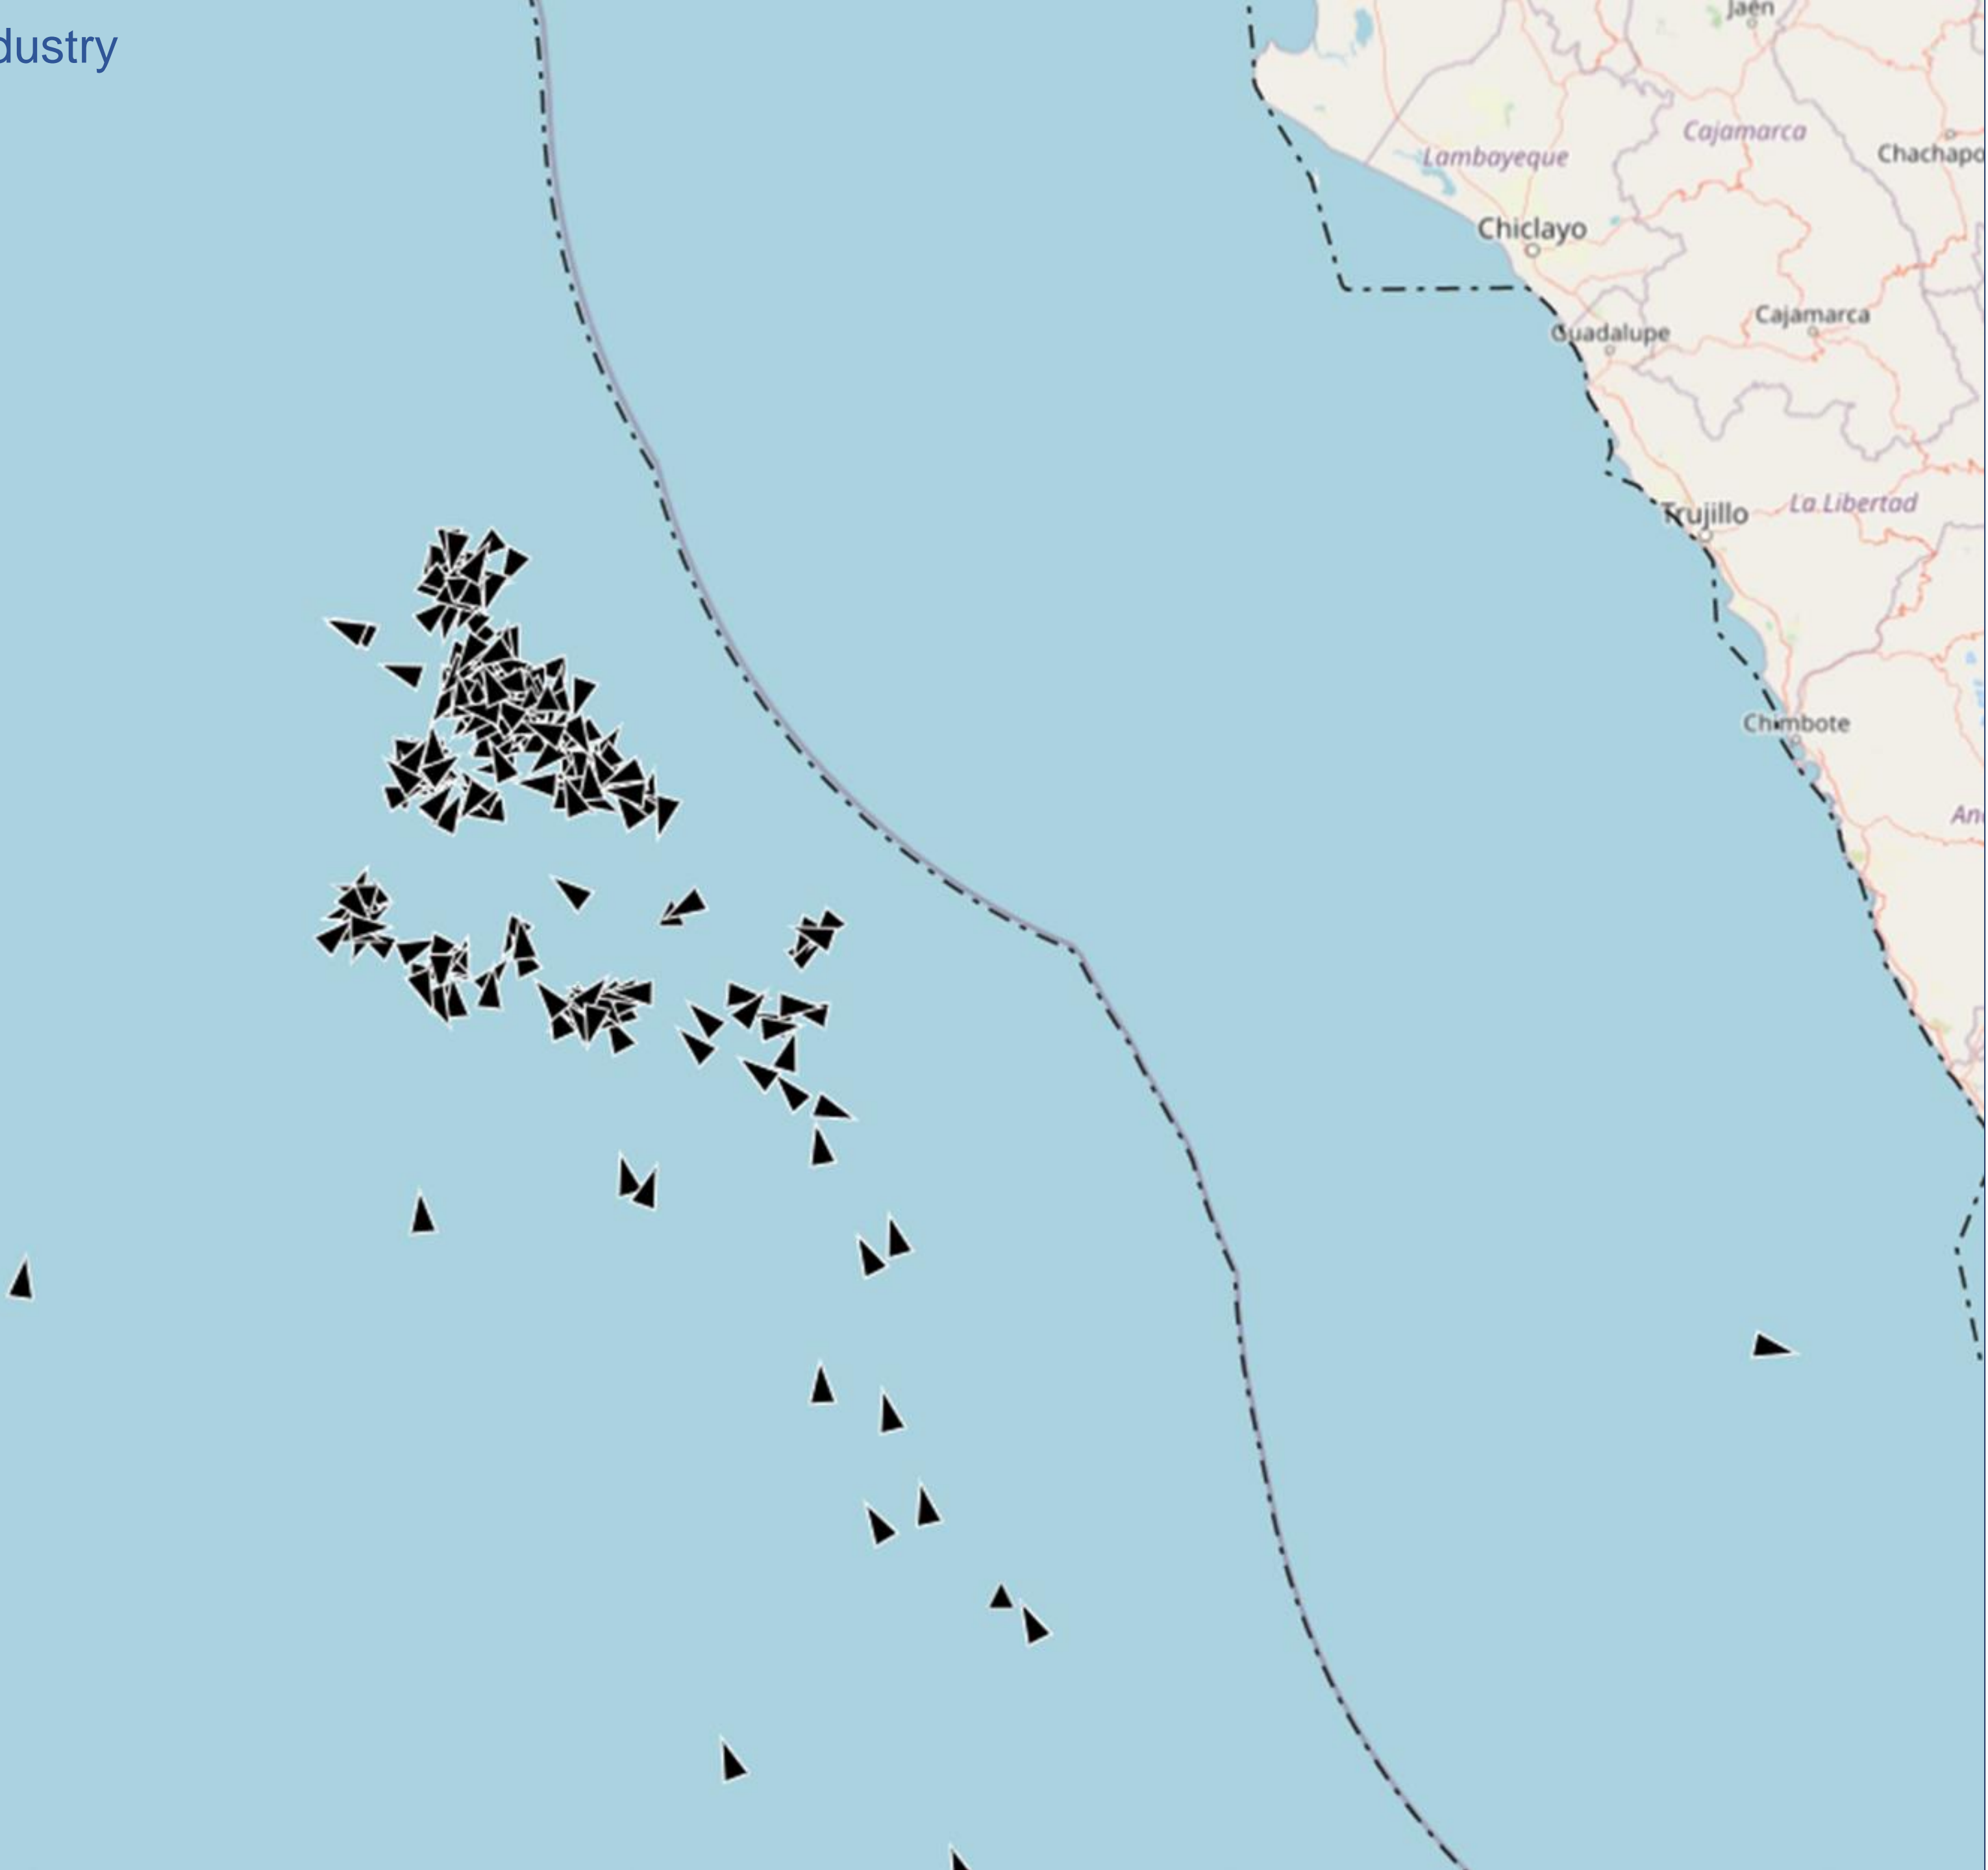 dustry
Jaén
Cajamarca
Chachapo
Lambayeque
Chiclayo
Cajamarca
Guadalupe
La Libertad
Trujillo
Chimbote
An